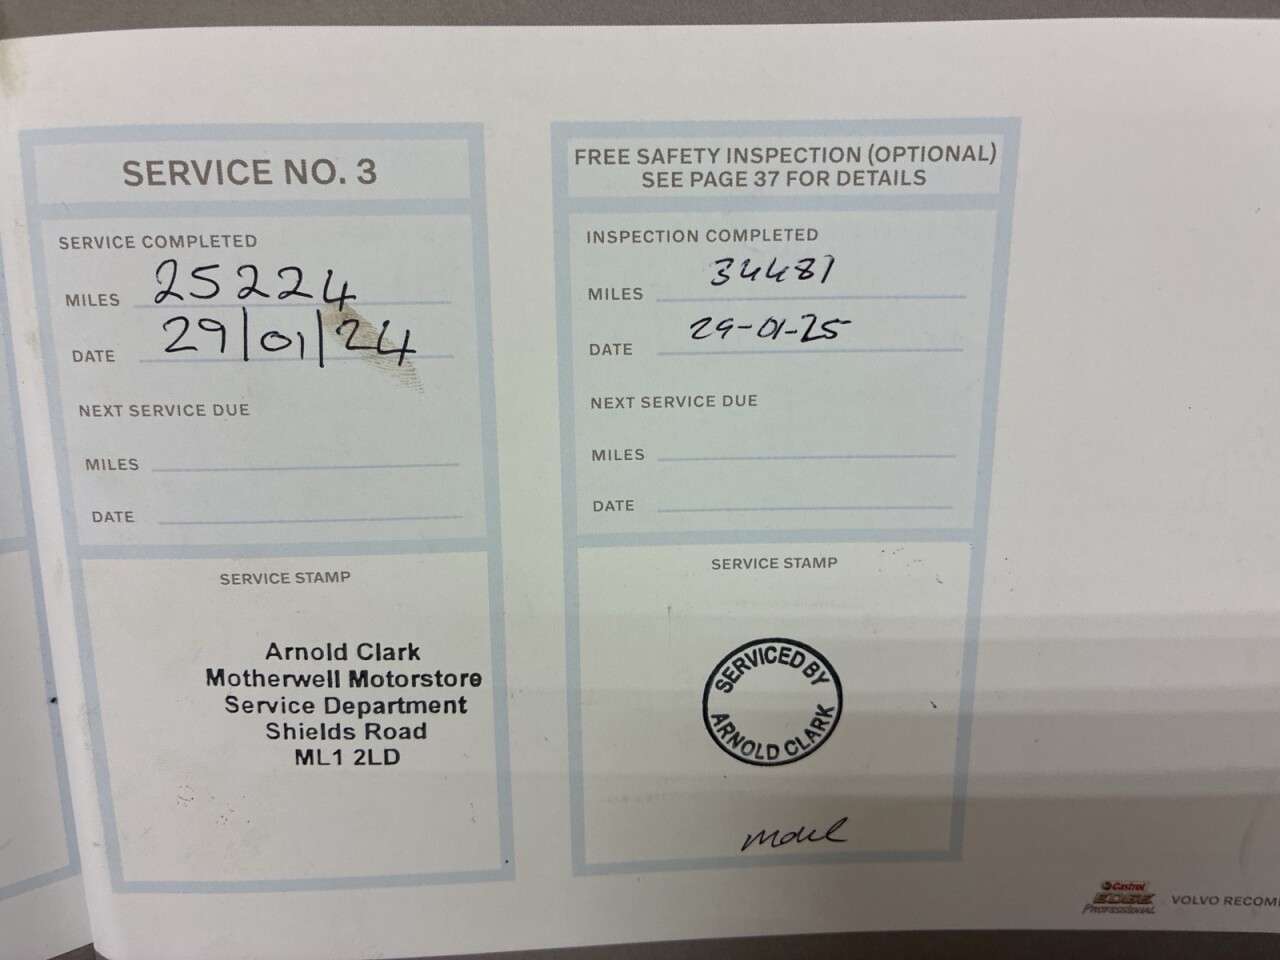 SERVICE NO. 3
SERVICE COMPLETED
MILES 25224
DATE 29/01/24
NEXT SERVICE DUE
MILES
DATE
SERVICE STAMP
Arnold Clark
Motherwell Motorstore
Service Department
Shields Road
ML1 2LD
FREE SAFETY INSPECTION (OPTIONAL)
SEE PAGE 37 FOR DETAILS
INSPECTION COMPLETED
MILES 34481
DATE 29-01-25
NEXT SERVICE DUE
MILES
DATE
SERVICE STAMP
SERVICED BY
ARNOLD CLARK
Castrol
EDGE
PROFESSIONAL
VOLVO